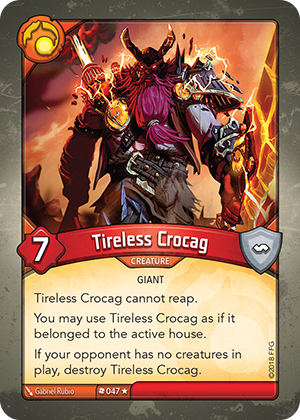 7
Tireless Crocag
CREATURE
GIANT
Tireless Crocag cannot reap.
You may use Tireless Crocag as if it
belonged to the active house.
If your opponent has no creatures in
play, destroy Tireless Crocag.
Gabriel Rubio
047
©2018 FFG